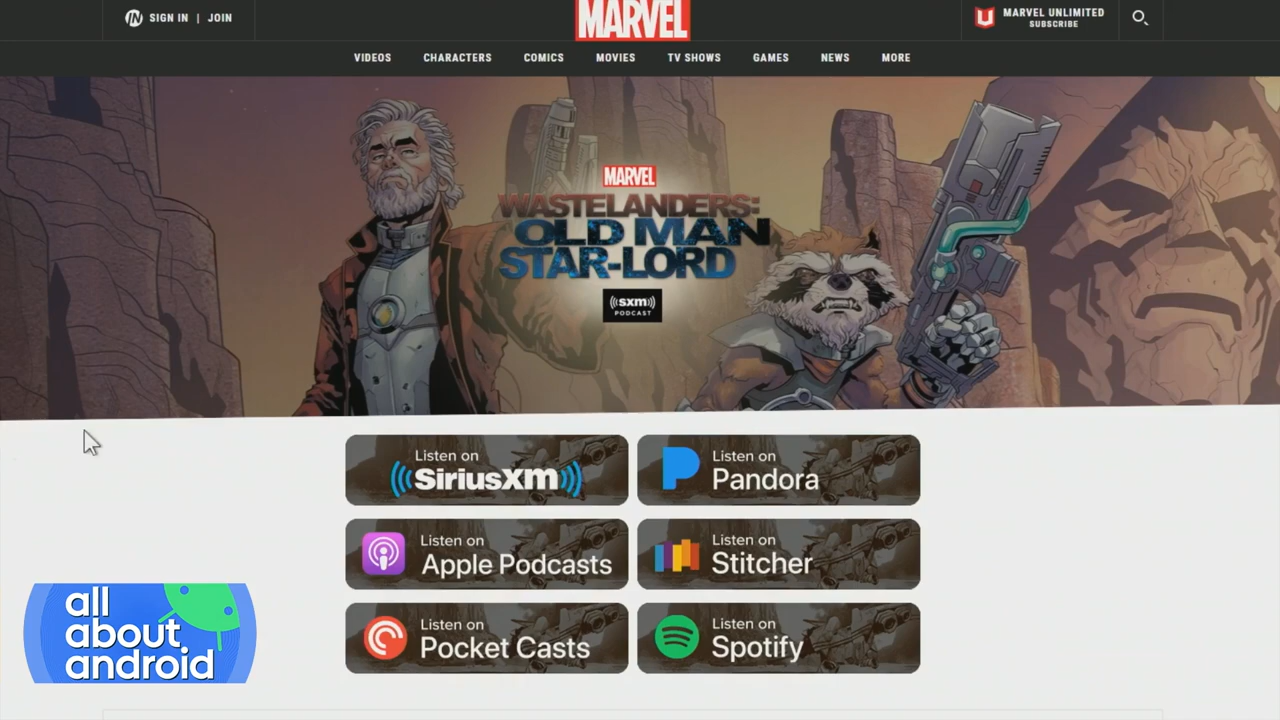 SIGN IN | JOIN
MARVEL
MARVEL UNLIMITED
SUBSCRIBE
VIDEOS CHARACTERS COMICS MOVIES TV SHOWS GAMES NEWS MORE
MARVEL
WASTELANDERS:
OLD MAN
STAR-LORD
((sxm))
PODCAST
Listen on
SiriusXM
Listen on
Pandora
Listen on
Apple Podcasts
Listen on
Stitcher
Listen on
Pocket Casts
Listen on
Spotify
all
about
android